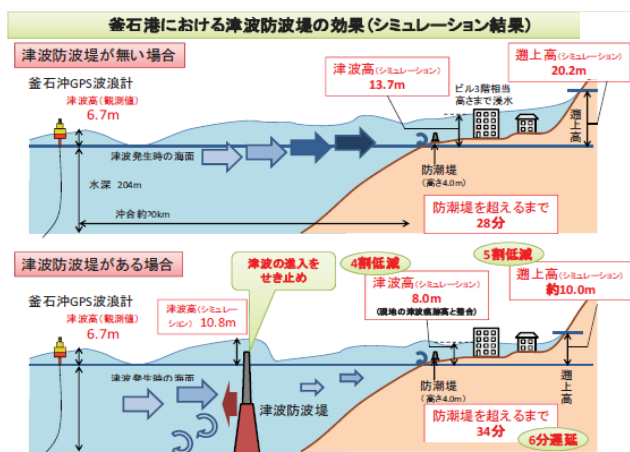 釜石港における津波防波堤の効果(シミュレーション結果)
津波防波堤が無い場合
釜石沖GPS波浪計
津波高(観測値)
6.7m
津波高(シミュレーション)
13.7m
ビル3階相当
高さまで浸水
遡上高(シミュレーション)
20.2m
遡上高
津波発生時の海面
水深 204m
沖合約70km
防潮堤
(高さ4.0m)
防潮堤を超えるまで
28分
津波防波堤がある場合
釜石沖GPS波浪計
津波高(観測値)
6.7m
津波高(シミュレー
ション) 10.8m
津波の進入を
せき止め
4割低減
津波高(シミュレーション)
8.0m
(現地の津波痕跡高と整合)
5割低減
遡上高(シミュレーション)
約10.0m
遡上高
津波発生時の海面
津波防波堤
防潮堤
(高さ4.0m)
防潮堤を超えるまで
34分
6分遅延